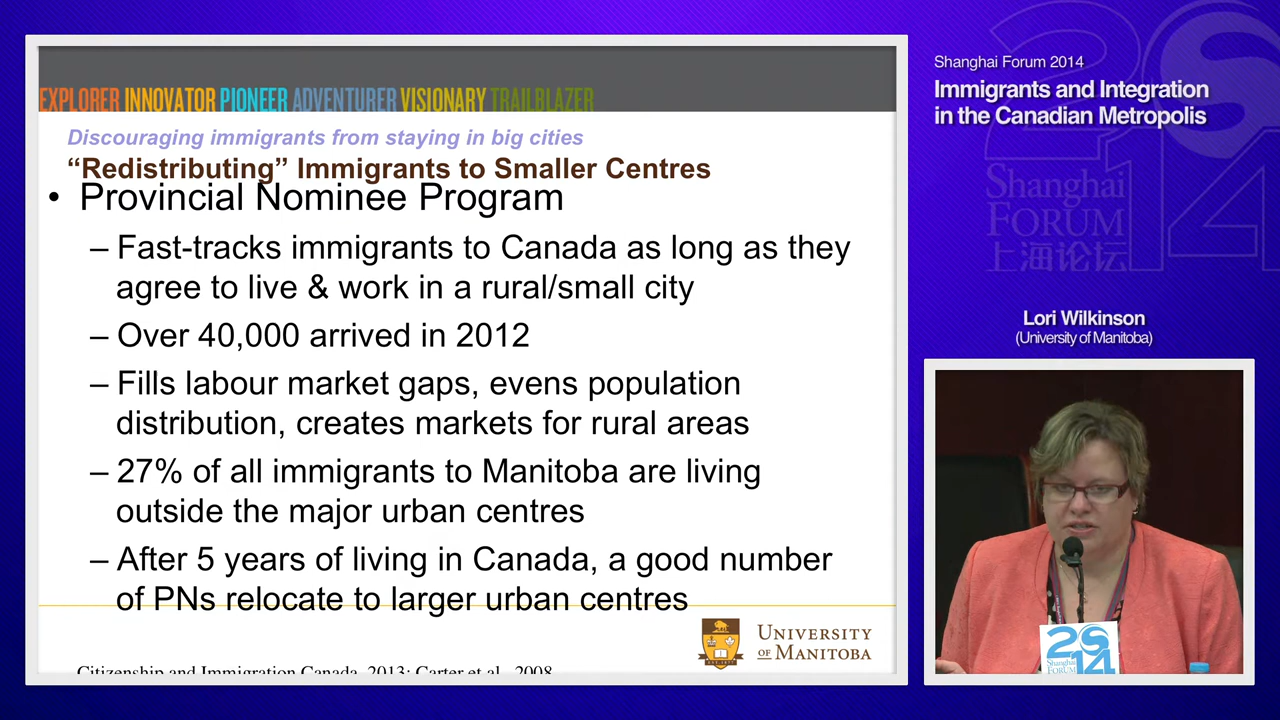 EXPLORER INNOVATOR PIONEER ADVENTURER VISIONARY TRAILBLAZER
Discouraging immigrants from staying in big cities
“Redistributing” Immigrants to Smaller Centres
• Provincial Nominee Program
– Fast-tracks immigrants to Canada as long as they
agree to live & work in a rural/small city
– Over 40,000 arrived in 2012
– Fills labour market gaps, evens population
distribution, creates markets for rural areas
– 27% of all immigrants to Manitoba are living
outside the major urban centres
– After 5 years of living in Canada, a good number
of PNs relocate to larger urban centres
UNIVERSITY
OF MANITOBA
Citizenship and Immigration Canada, 2013; Carter et al., 2008
Shanghai Forum 2014
Immigrants and Integration
in the Canadian Metropolis
2014
Shanghai
FORUM
上海论坛
Lori Wilkinson
(University of Manitoba)
2014
Shanghai
FORUM